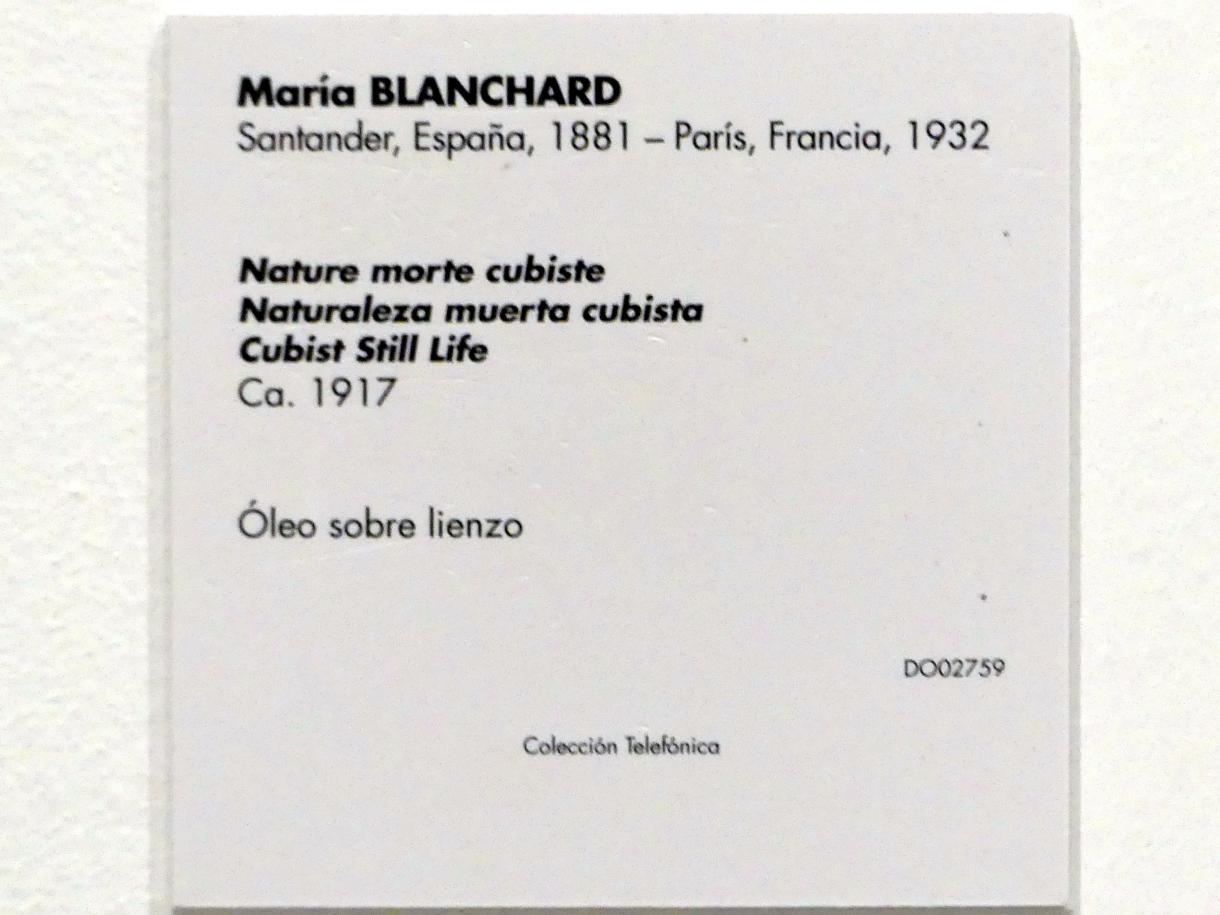 María BLANCHARD
Santander, España, 1881 – París, Francia, 1932
Nature morte cubiste
Naturaleza muerta cubista
Cubist Still Life
Ca. 1917
Óleo sobre lienzo
DO02759
Colección Telefónica